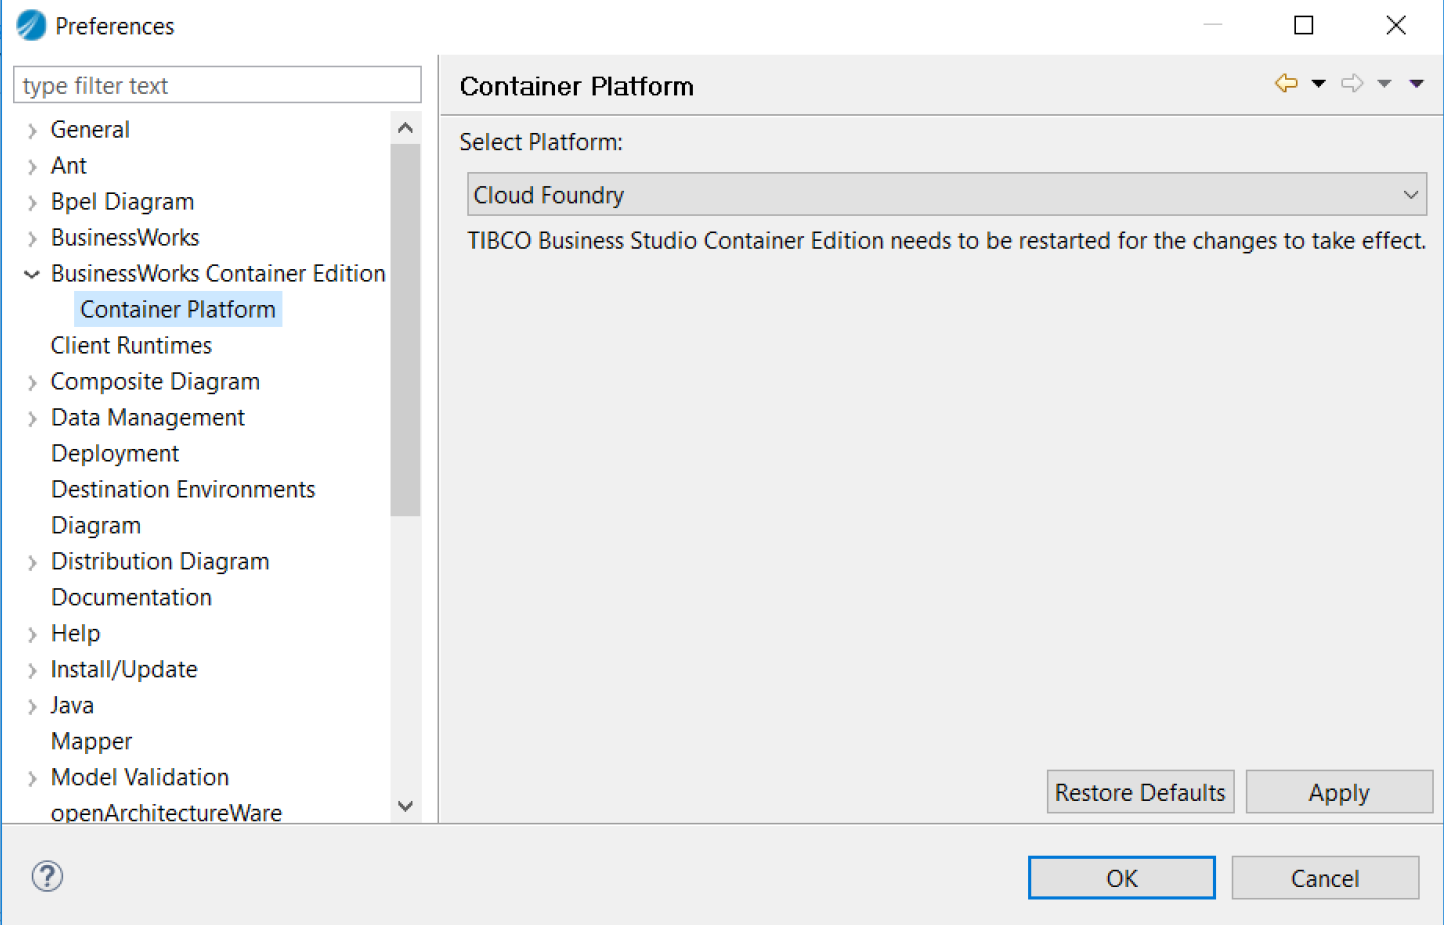 Preferences
type filter text
General
Ant
Bpel Diagram
BusinessWorks
BusinessWorks Container Edition
Container Platform
Client Runtimes
Composite Diagram
Data Management
Deployment
Destination Environments
Diagram
Distribution Diagram
Documentation
Help
Install/Update
Java
Mapper
Model Validation
openArchitectureWare
Container Platform
Select Platform:
Cloud Foundry
TIBCO Business Studio Container Edition needs to be restarted for the changes to take effect.
Restore Defaults
Apply
?
OK
Cancel